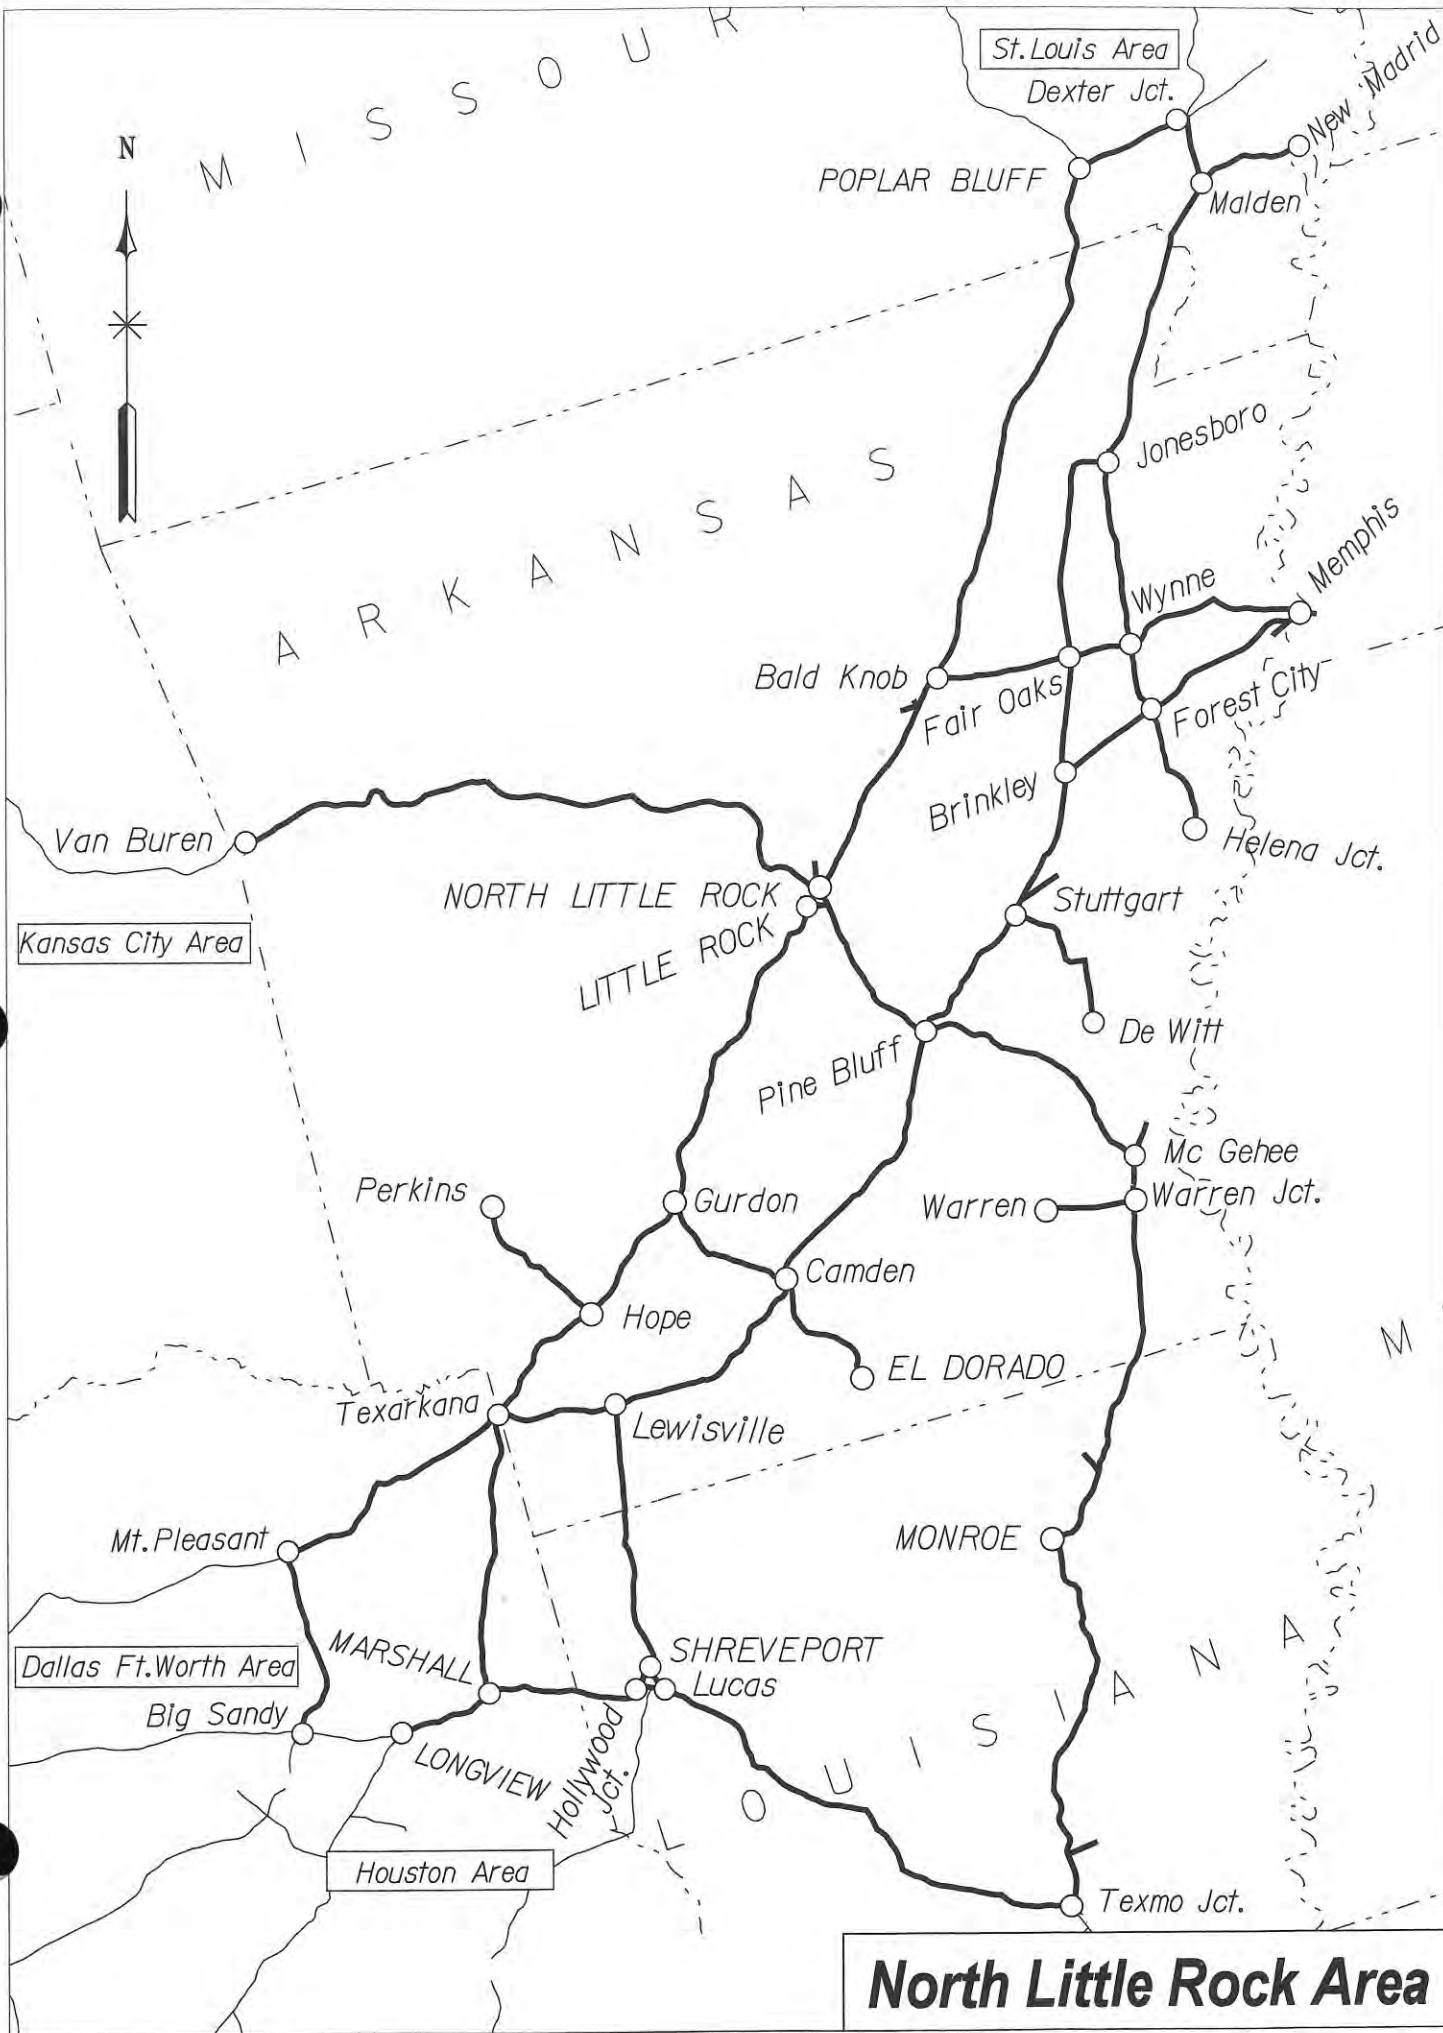 MISSOUR
St.Louis Area
Dexter Jct.
New Madrid
N
POPLAR BLUFF
Malden
ARKANSAS
Jonesboro
Memphis
Wynne
Bald Knob
Fair Oaks
Forest City
Brinkley
Van Buren
Helena Jct.
NORTH LITTLE ROCK
Stuttgart
Kansas City Area
LITTLE ROCK
De Witt
Pine Bluff
Mc Gehee
Perkins
Gurdon
Warren
Warren Jct.
Camden
Hope
M
EL DORADO
Texarkana
Lewisville
Mt.Pleasant
MONROE
MARSHALL
SHREVEPORT
Dallas Ft.Worth Area
Lucas
Big Sandy
LONGVIEW
Hollywood
Jct.
LOUISIANA
Houston Area
Texmo Jct.
North Little Rock Area